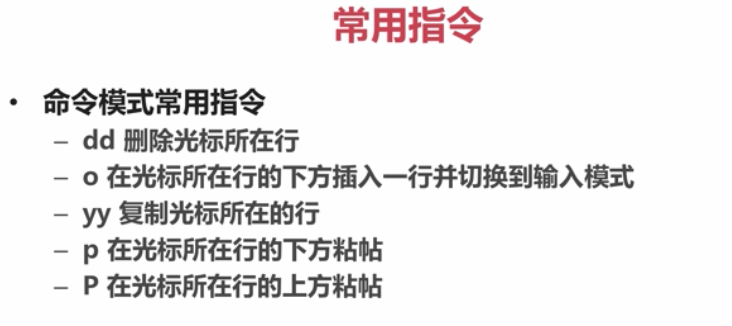 常用指令
• 命令模式常用指令
– dd 删除光标所在行
– o 在光标所在行的下方插入一行并切换到输入模式
– yy 复制光标所在的行
– p 在光标所在行的下方粘帖
– P 在光标所在行的上方粘帖